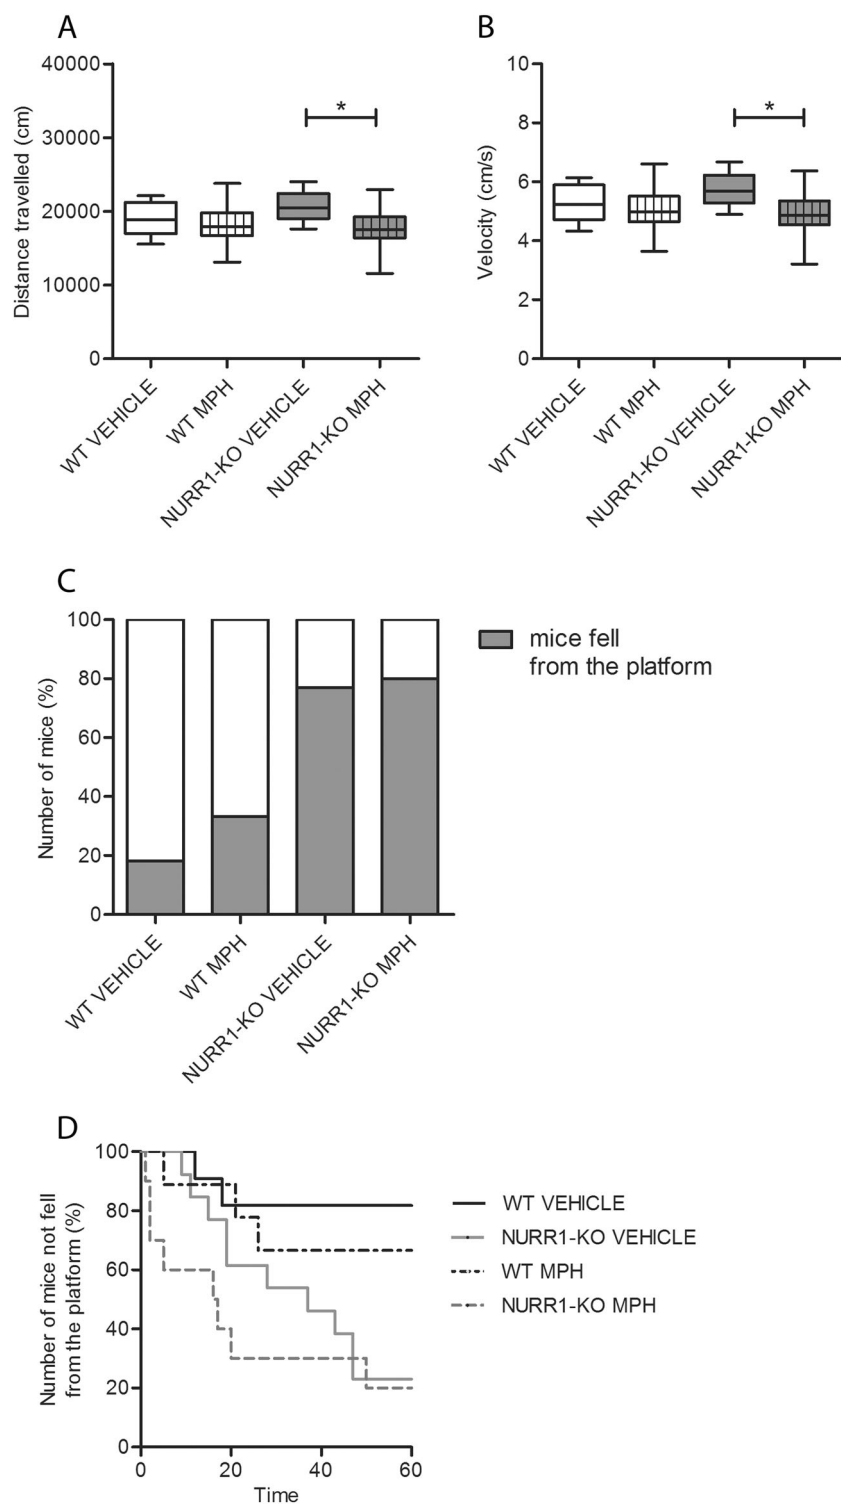 A
Distance travelled (cm)
40000
30000
20000
10000
0
*
WT VEHICLE
WT MPH
NURR1-KO VEHICLE
NURR1-KO MPH
B
Velocity (cm/s)
10
8
6
4
2
0
*
WT VEHICLE
WT MPH
NURR1-KO VEHICLE
NURR1-KO MPH
C
Number of mice (%)
100
80
60
40
20
0
WT VEHICLE
WT MPH
NURR1-KO VEHICLE
NURR1-KO MPH
mice fell
from the platform
D
Number of mice not fell
from the platform (%)
100
80
60
40
20
0
0
20
40
60
Time
WT VEHICLE
NURR1-KO VEHICLE
WT MPH
NURR1-KO MPH